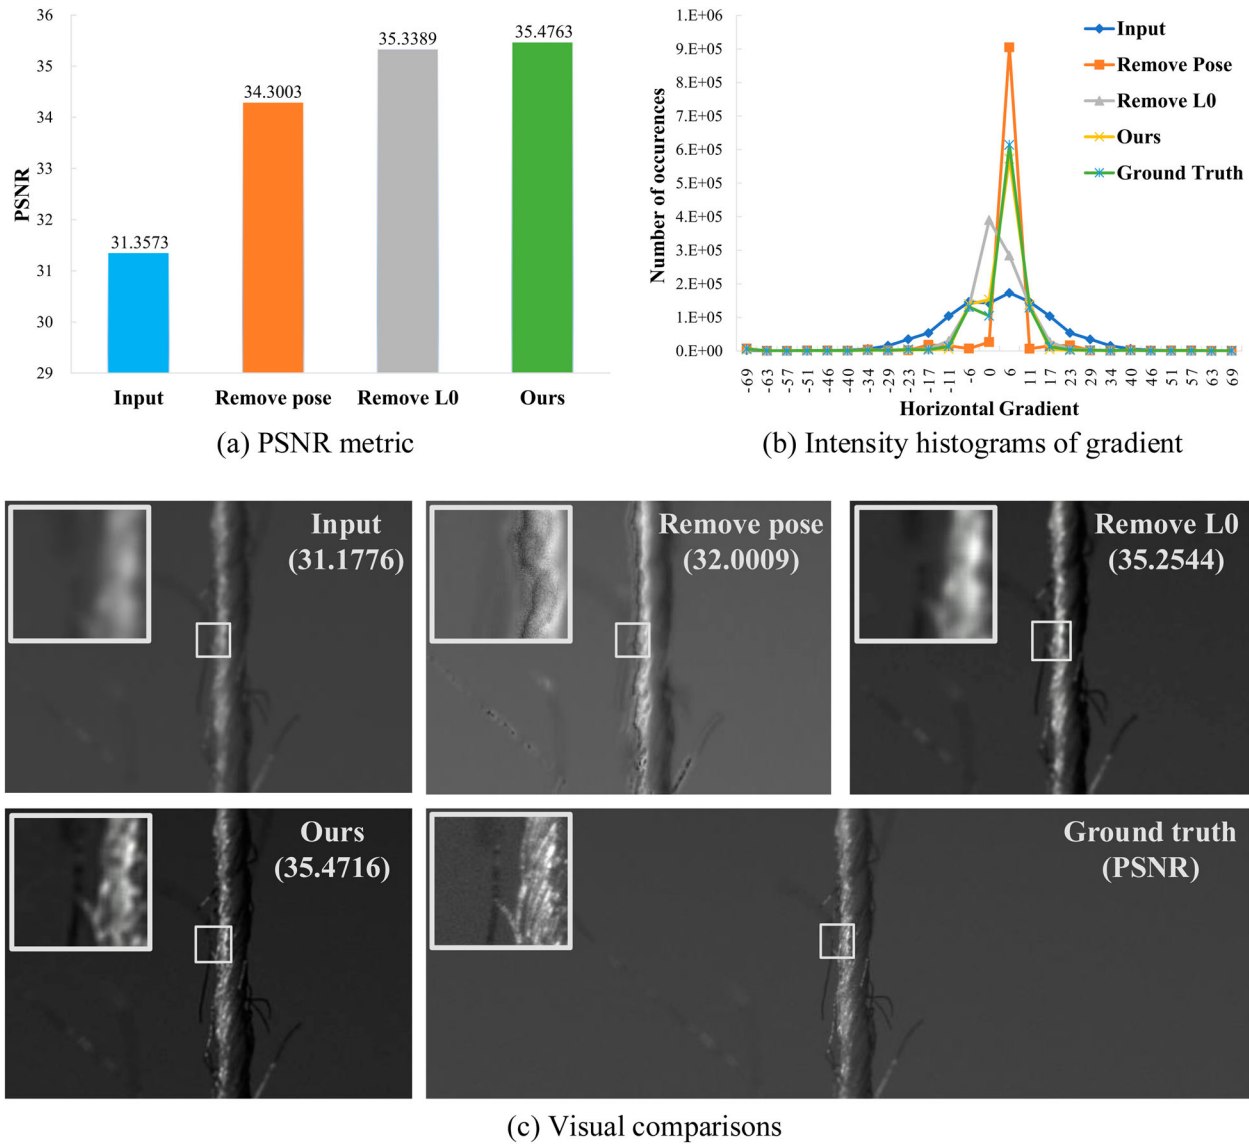 36
35
34
33
32
31
30
29
PSNR
31.3573
34.3003
35.3389
35.4763
Input
Remove pose
Remove L0
Ours
(a) PSNR metric
1.E+06
9.E+05
8.E+05
7.E+05
6.E+05
5.E+05
4.E+05
3.E+05
2.E+05
1.E+05
0.E+00
Number of occurences
Input
Remove Pose
Remove L0
Ours
Ground Truth
-69
-63
-57
-51
-46
-40
-34
-29
-23
-17
-11
-6
0
6
11
17
23
29
34
40
46
51
57
63
69
Horizontal Gradient
(b) Intensity histograms of gradient
Input
(31.1776)
Remove pose
(32.0009)
Remove L0
(35.2544)
Ours
(35.4716)
Ground truth
(PSNR)
(c) Visual comparisons